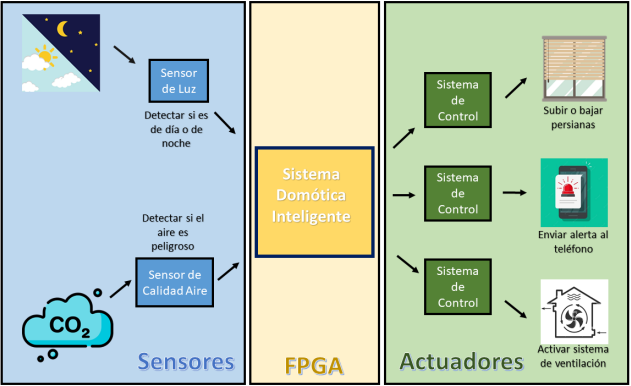 Sensor
de Luz
Detectar si es
de día o de
noche
Detectar si el
aire es
peligroso
Sensor de
Calidad Aire
CO₂
Sensores
Sistema
Domótica
Inteligente
FPGA
Sistema
de
Control
Subir o bajar
persianas
Sistema
de
Control
Enviar alerta al
teléfono
Sistema
de
Control
Activar sistema
de ventilación
Actuadores